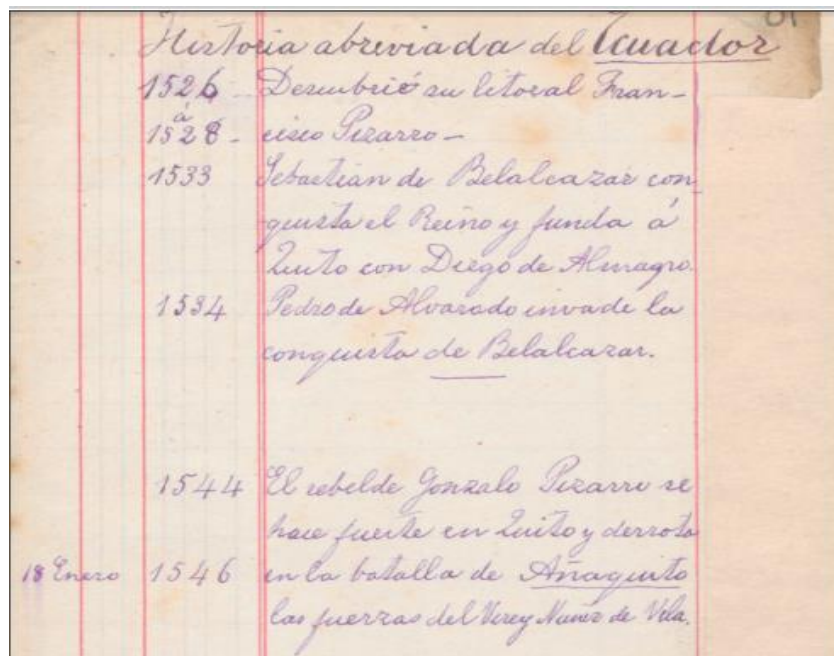 Historia abreviada del Ecuador
1526 - Descubrió su litoral Fran-
á
1528 - cisco Pizarro -
1533 Sebastián de Belalcazar con
quista el Reino y funda á
Quito con Diego de Almagro.
1534 Pedro de Alvarado invade la
conquista de Belalcazar.
1544 El rebelde Gonzalo Pizarro se
hace fuerte en Quito y derrota
18 Enero 1546 en la batalla de Añaquito
las fuerzas del Virey Nuñez de Vela.